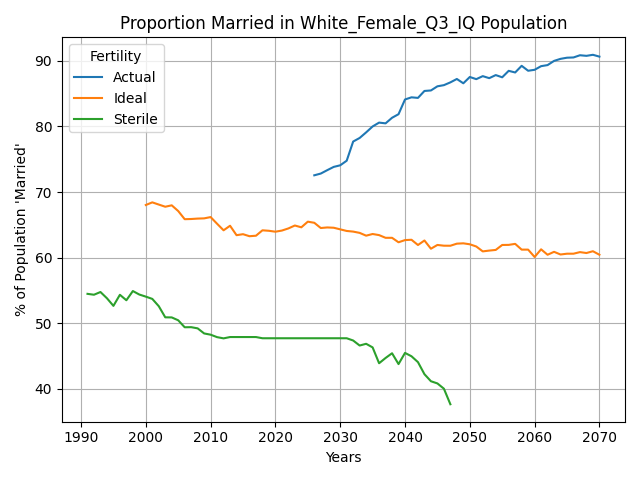 Proportion Married in White_Female_Q3_IQ Population
Fertility
Actual
Ideal
Sterile
% of Population 'Married'
90
80
70
60
50
40
1990 2000 2010 2020 2030 2040 2050 2060 2070
Years